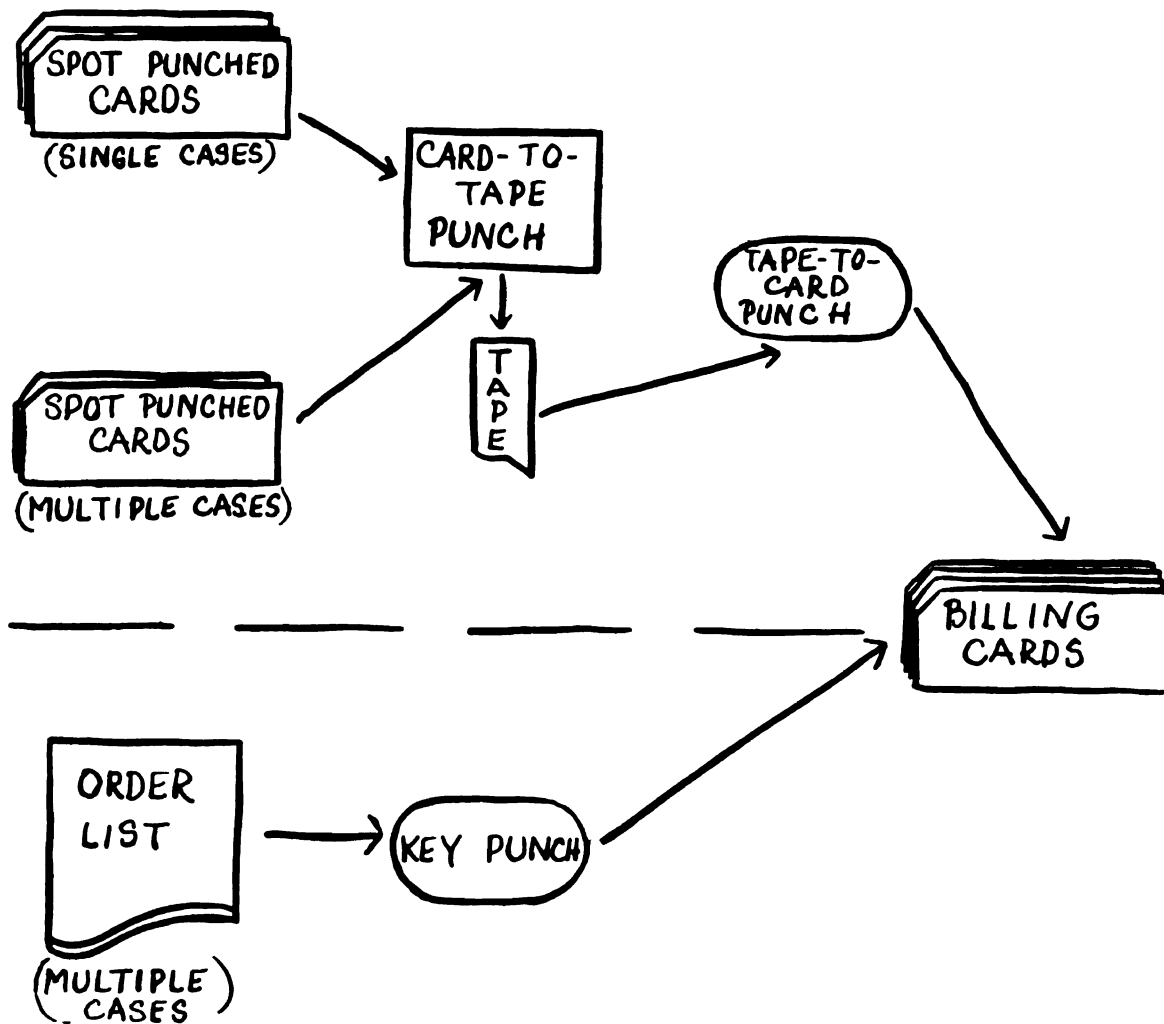 SPOT PUNCHED
CARDS
(SINGLE CASES)
CARD-TO-
TAPE
PUNCH
TAPE-TO-
CARD
PUNCH
TAPE
SPOT PUNCHED
CARDS
(MULTIPLE CASES)
BILLING
CARDS
ORDER
LIST
KEY PUNCH
(MULTIPLE)
CASES